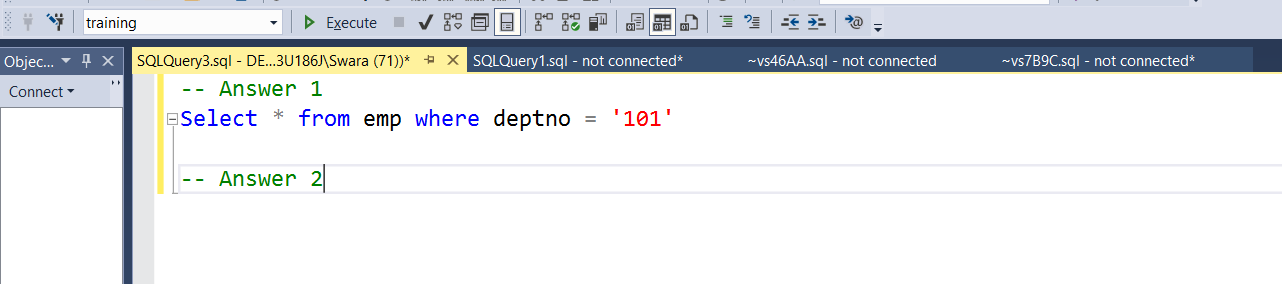 training
Execute
Objec...
SQLQuery3.sql - DE...3U186J\Swara (71))*
SQLQuery1.sql - not connected*
~vs46AA.sql - not connected
~vs7B9C.sql - not connected*
Connect
-- Answer 1
Select * from emp where deptno = '101'
-- Answer 2